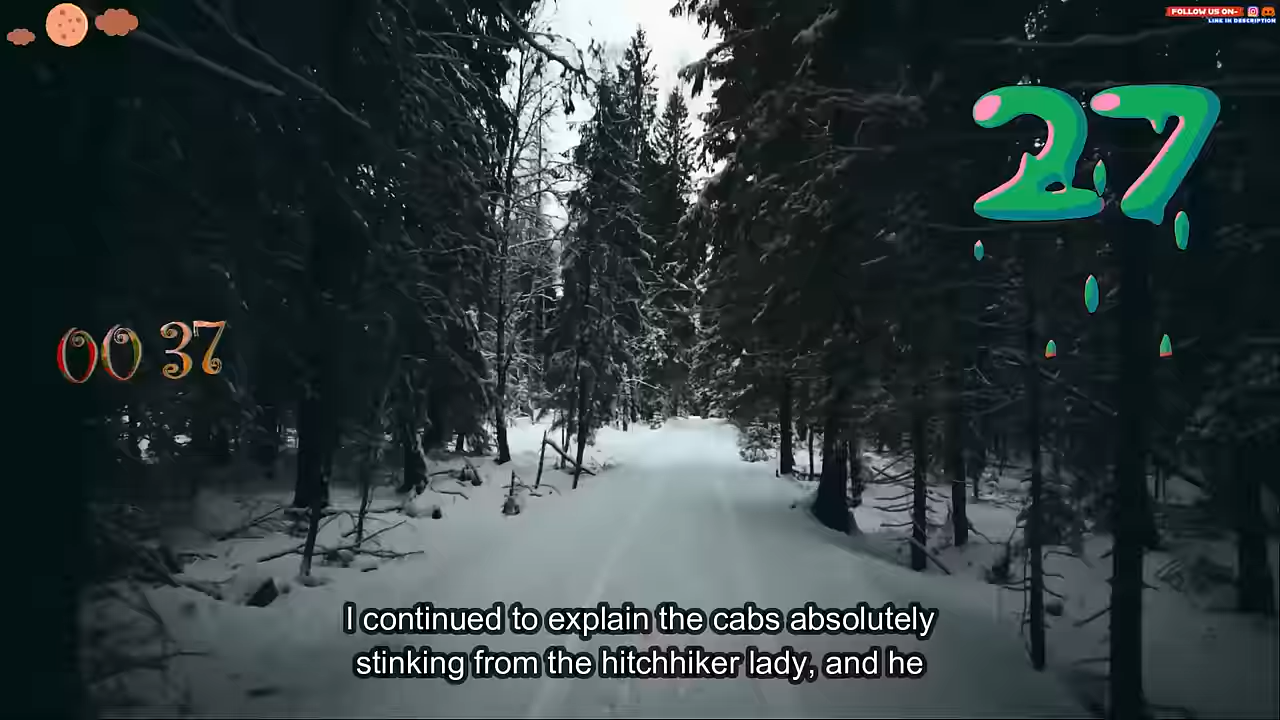 FOLLOW US ON-
LINK IN DESCRIPTION
27
00 37
I continued to explain the cabs absolutely
stinking from the hitchhiker lady, and he